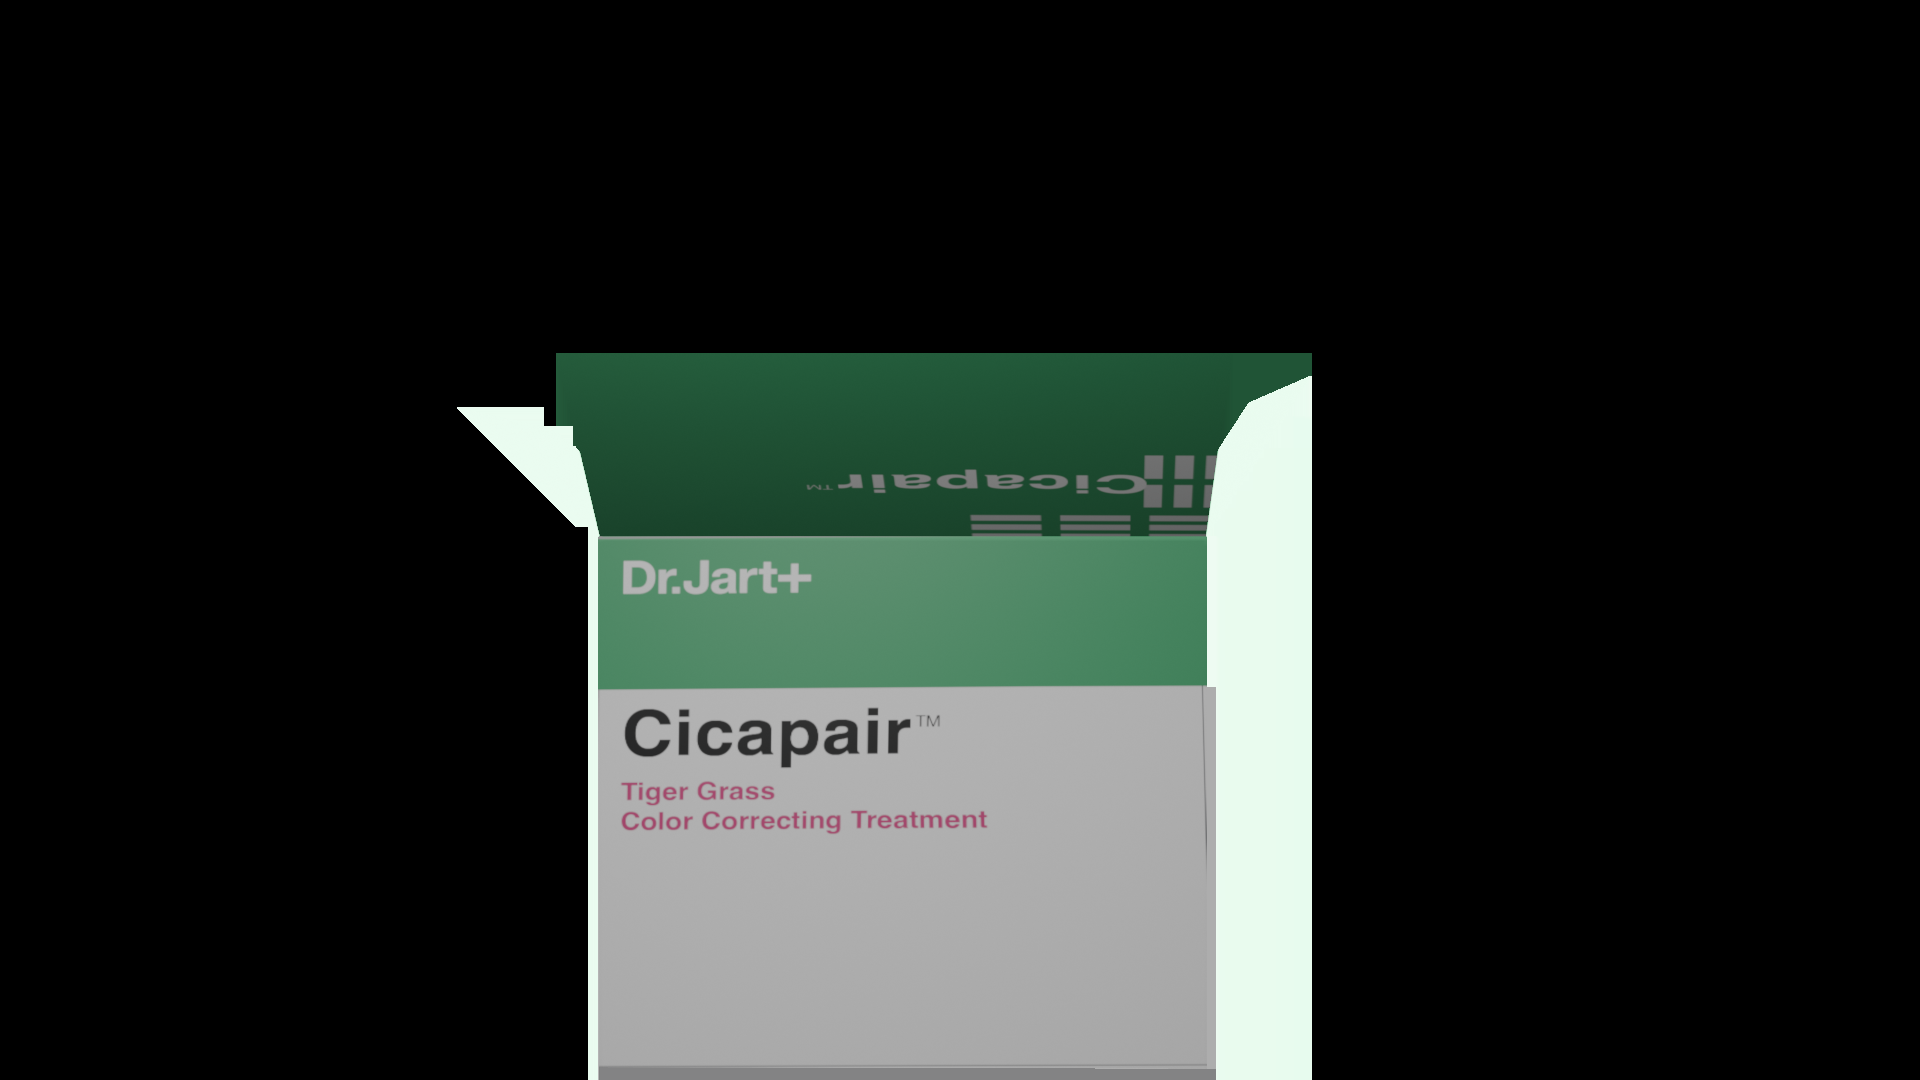 Cicapair™
Dr.Jart+
Cicapair™
Tiger Grass
Color Correcting Treatment